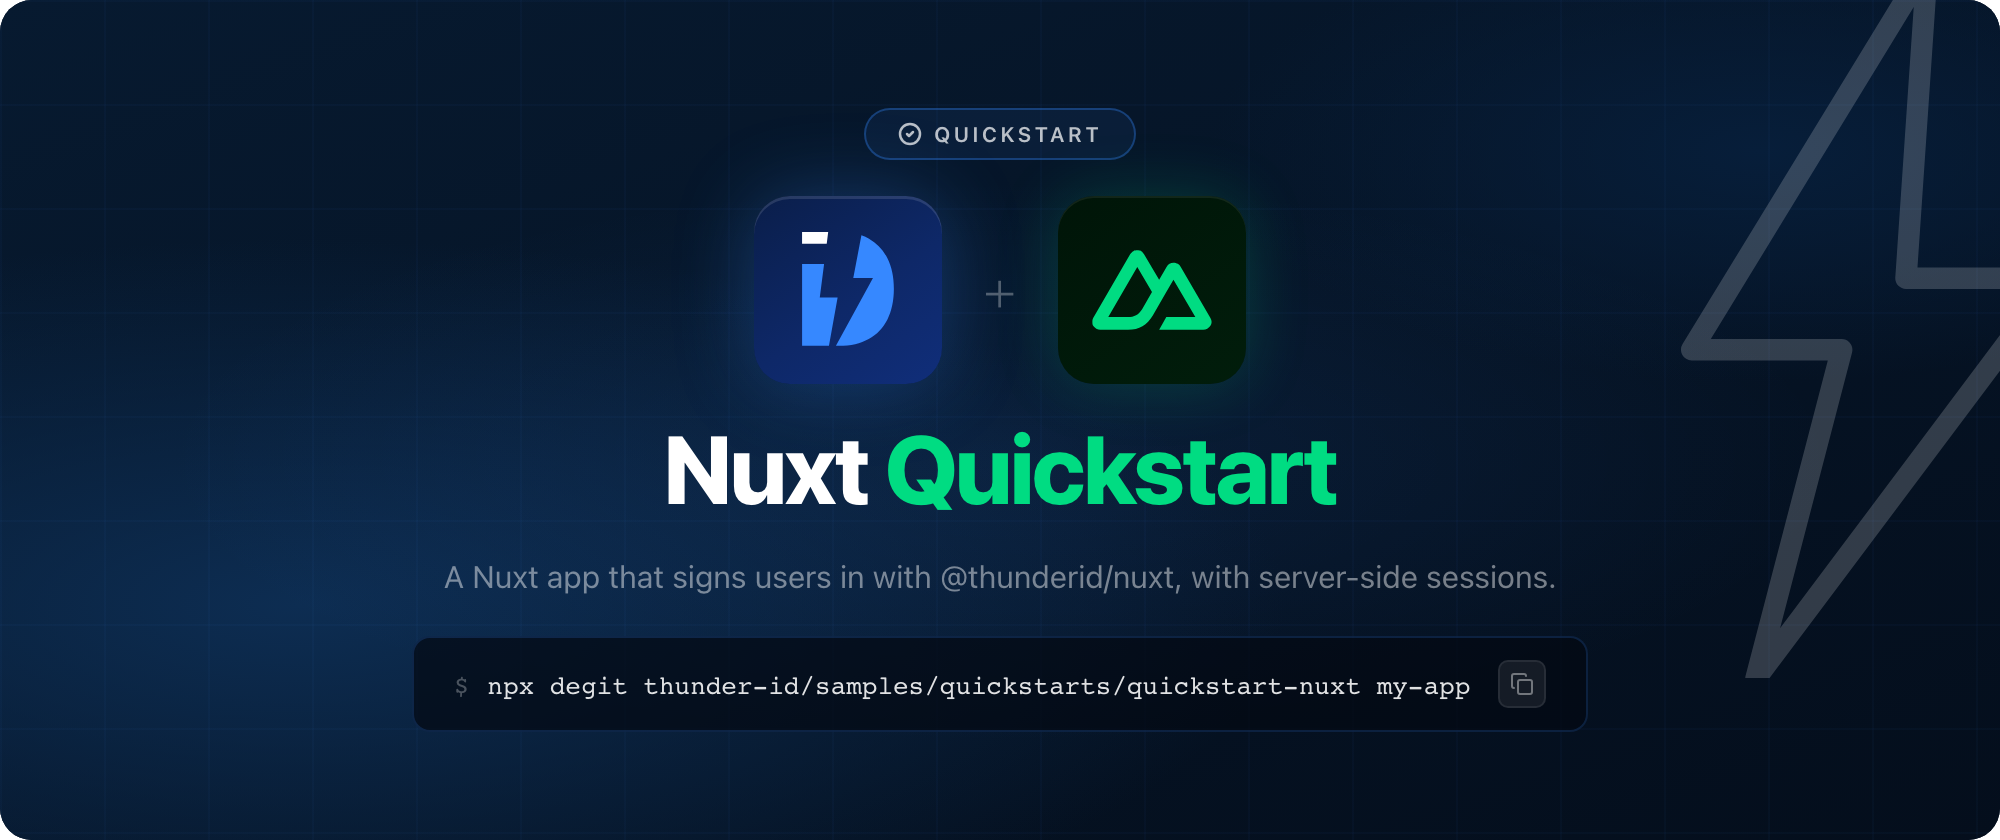 QUICKSTART
Nuxt Quickstart
A Nuxt app that signs users in with @thunderid/nuxt, with server-side sessions.
$ npx degit thunder-id/samples/quickstarts/quickstart-nuxt my-app